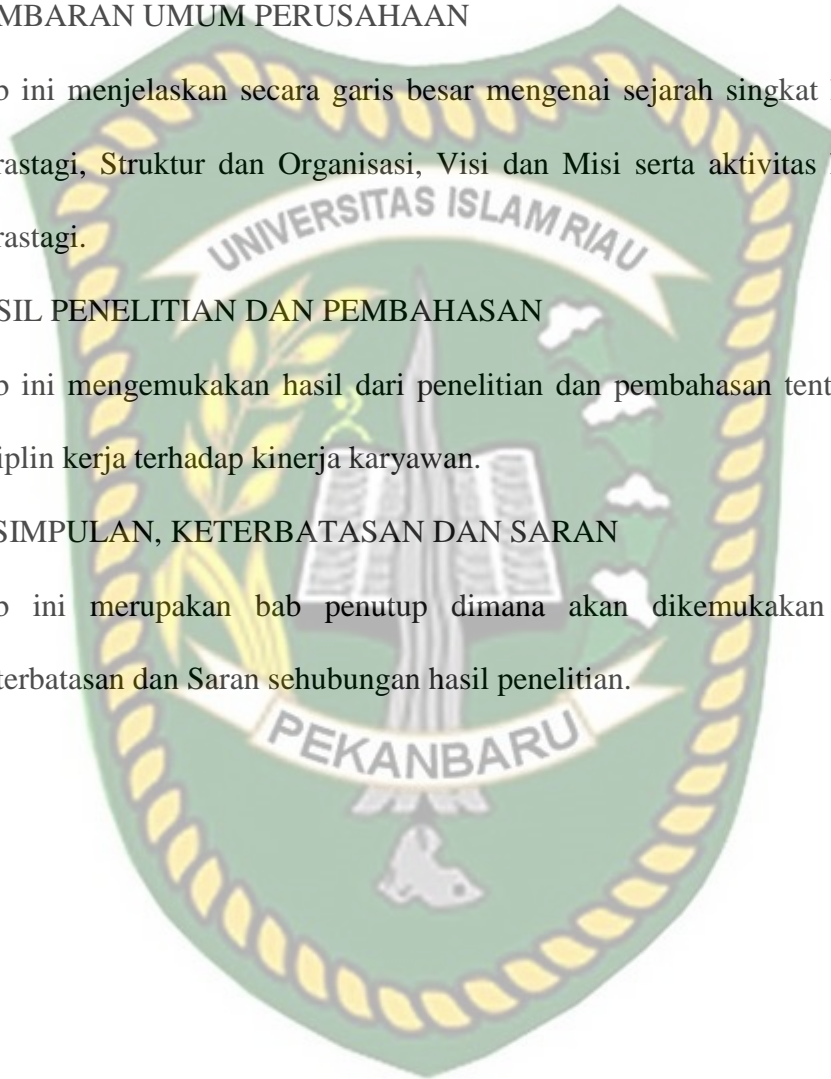 MBARAN UMUM PERUSAHAAN
b ini menjelaskan secara garis besar mengenai sejarah singkat
rastagi, Struktur dan Organisasi, Visi dan Misi serta aktivitas
rastagi.
UNIVERSITAS ISLAM RIAU
SIL PENELITIAN DAN PEMBAHASAN
b ini mengemukakan hasil dari penelitian dan pembahasan tent
iplin kerja terhadap kinerja karyawan.
SIMPULAN, KETERBATASAN DAN SARAN
b ini merupakan bab penutup dimana akan dikemukakan
terbatasan dan Saran sehubungan hasil penelitian.
PEKANBARU